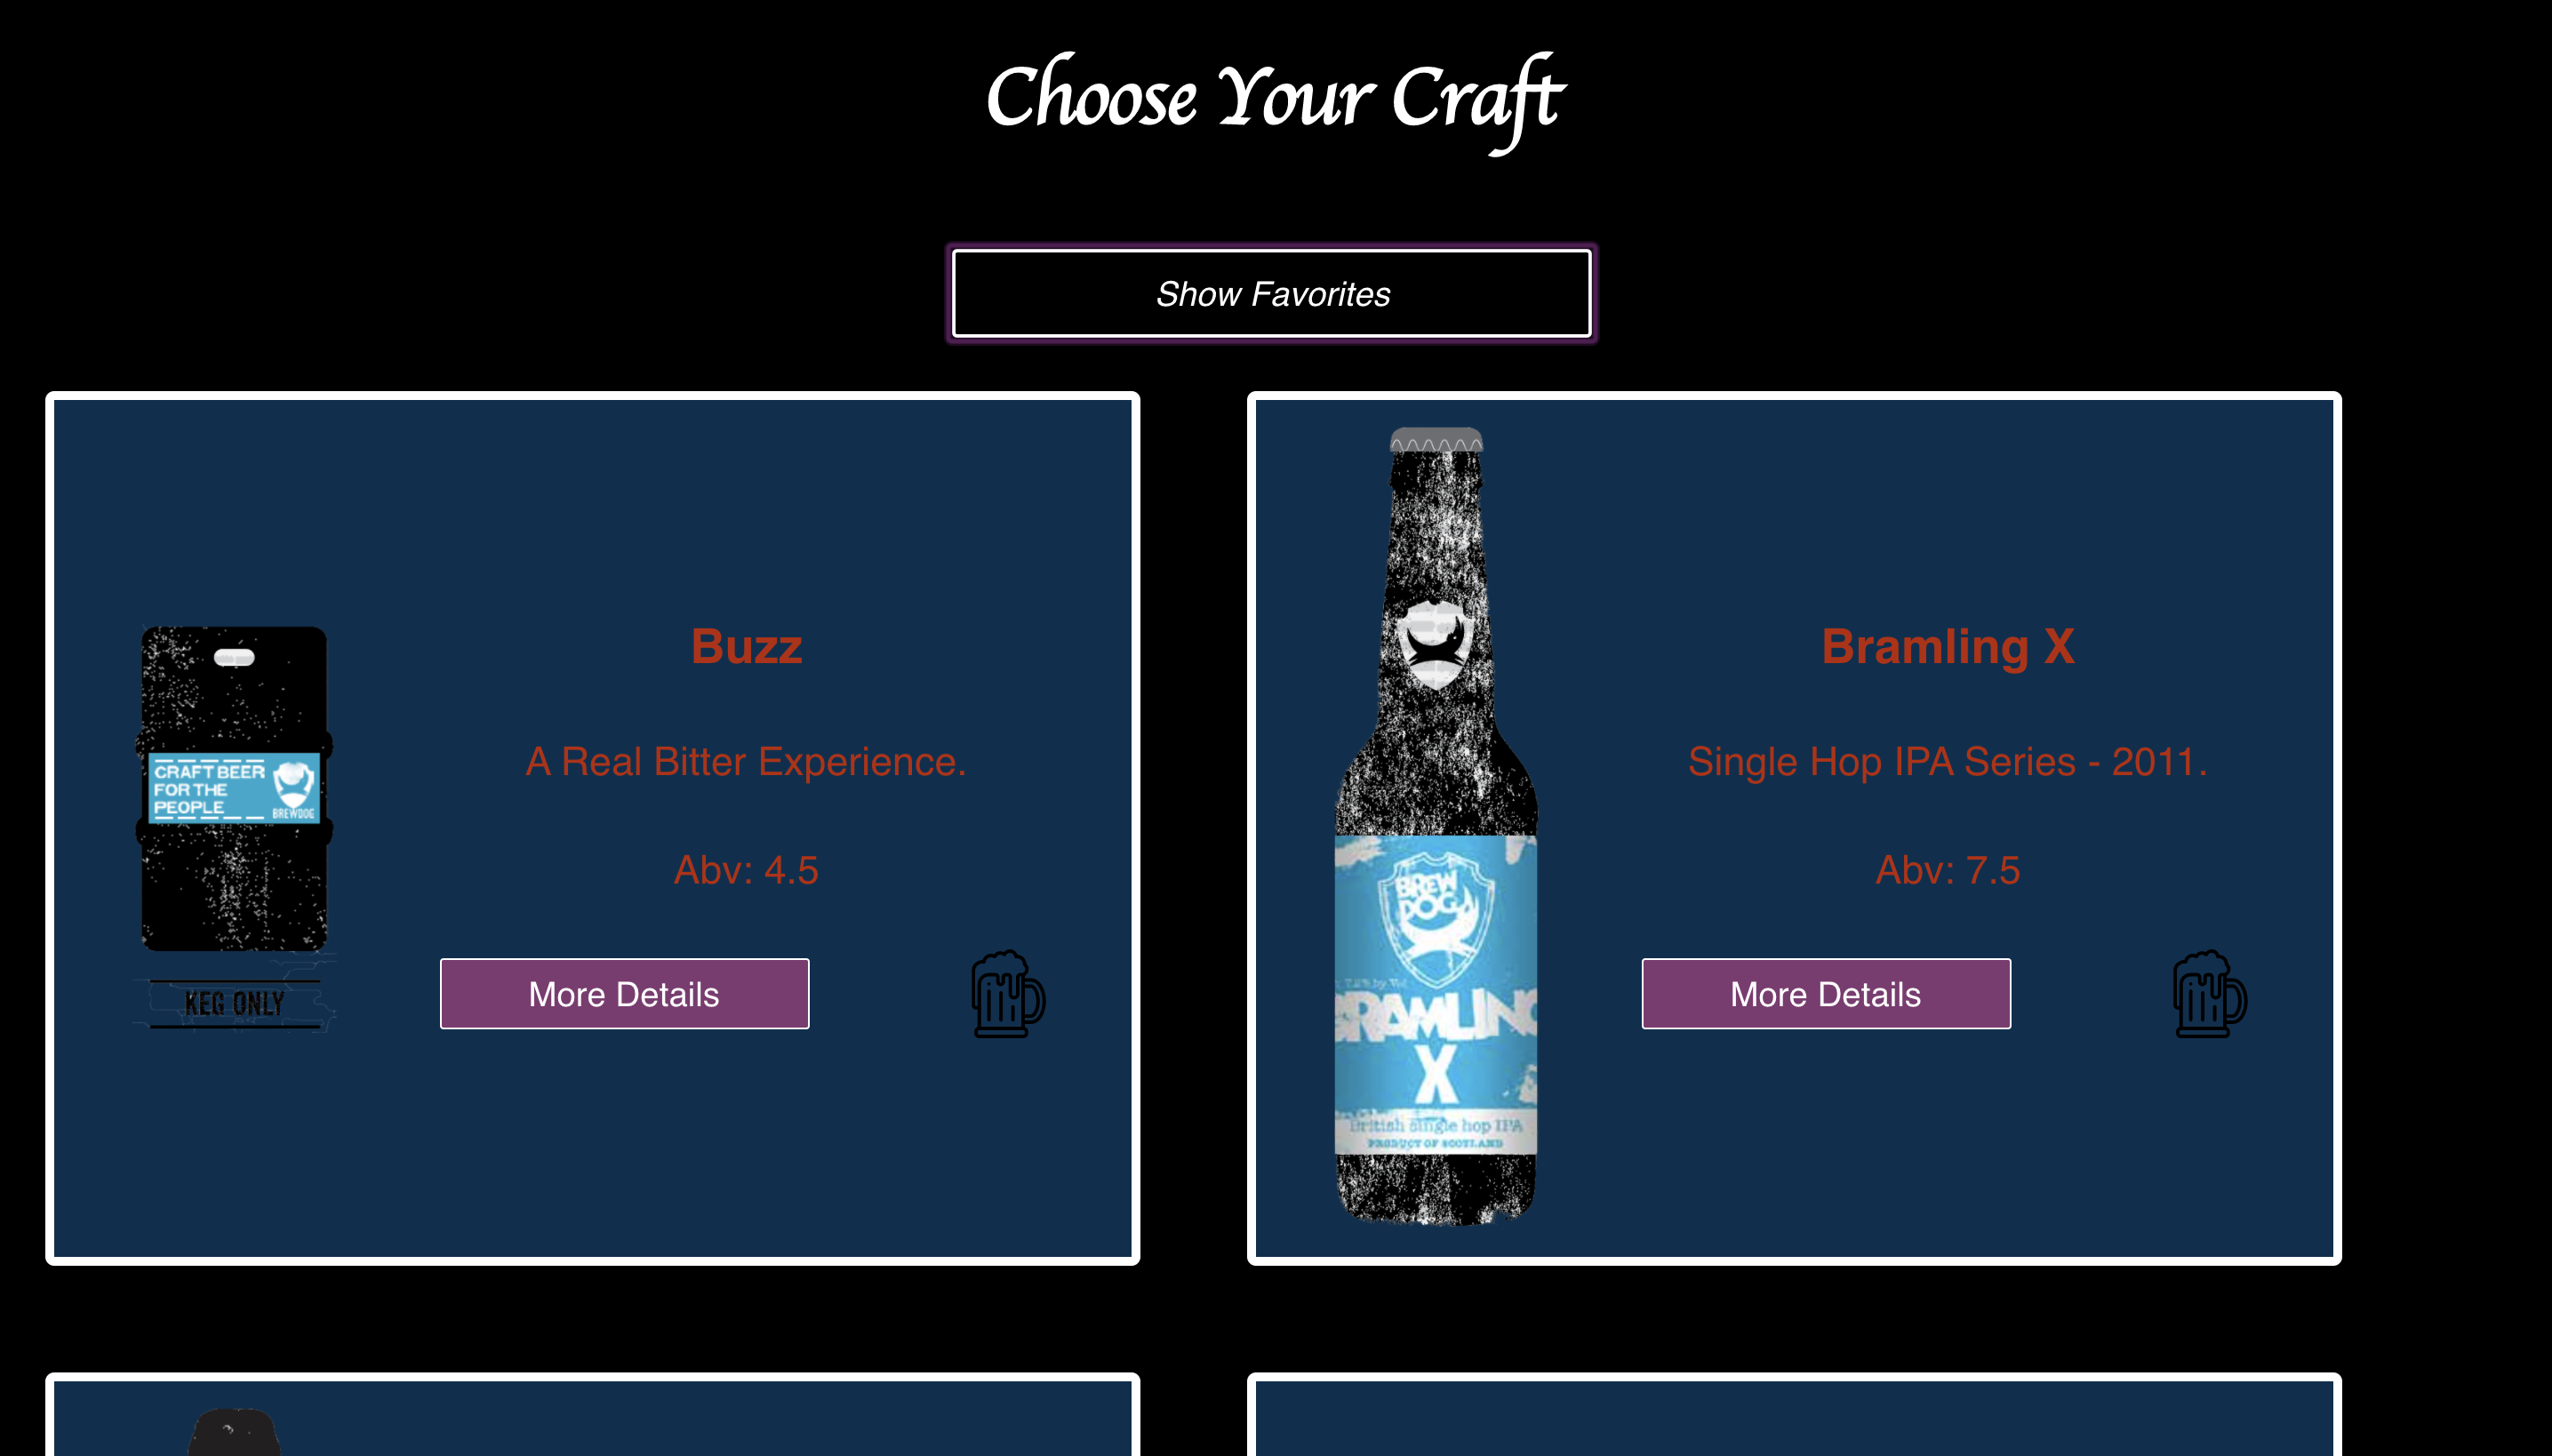 Choose Your Craft
Show Favorites
Buzz
A Real Bitter Experience.
Abv: 4.5
More Details
CRAFT BEER
FOR THE
PEOPLE
BREWDOG
KEG ONLY
Bramling X
Single Hop IPA Series - 2011.
Abv: 7.5
More Details
BREW
DOG
BRAMLING
X
British single hop IPA
PRODUCT OF SCOTLAND